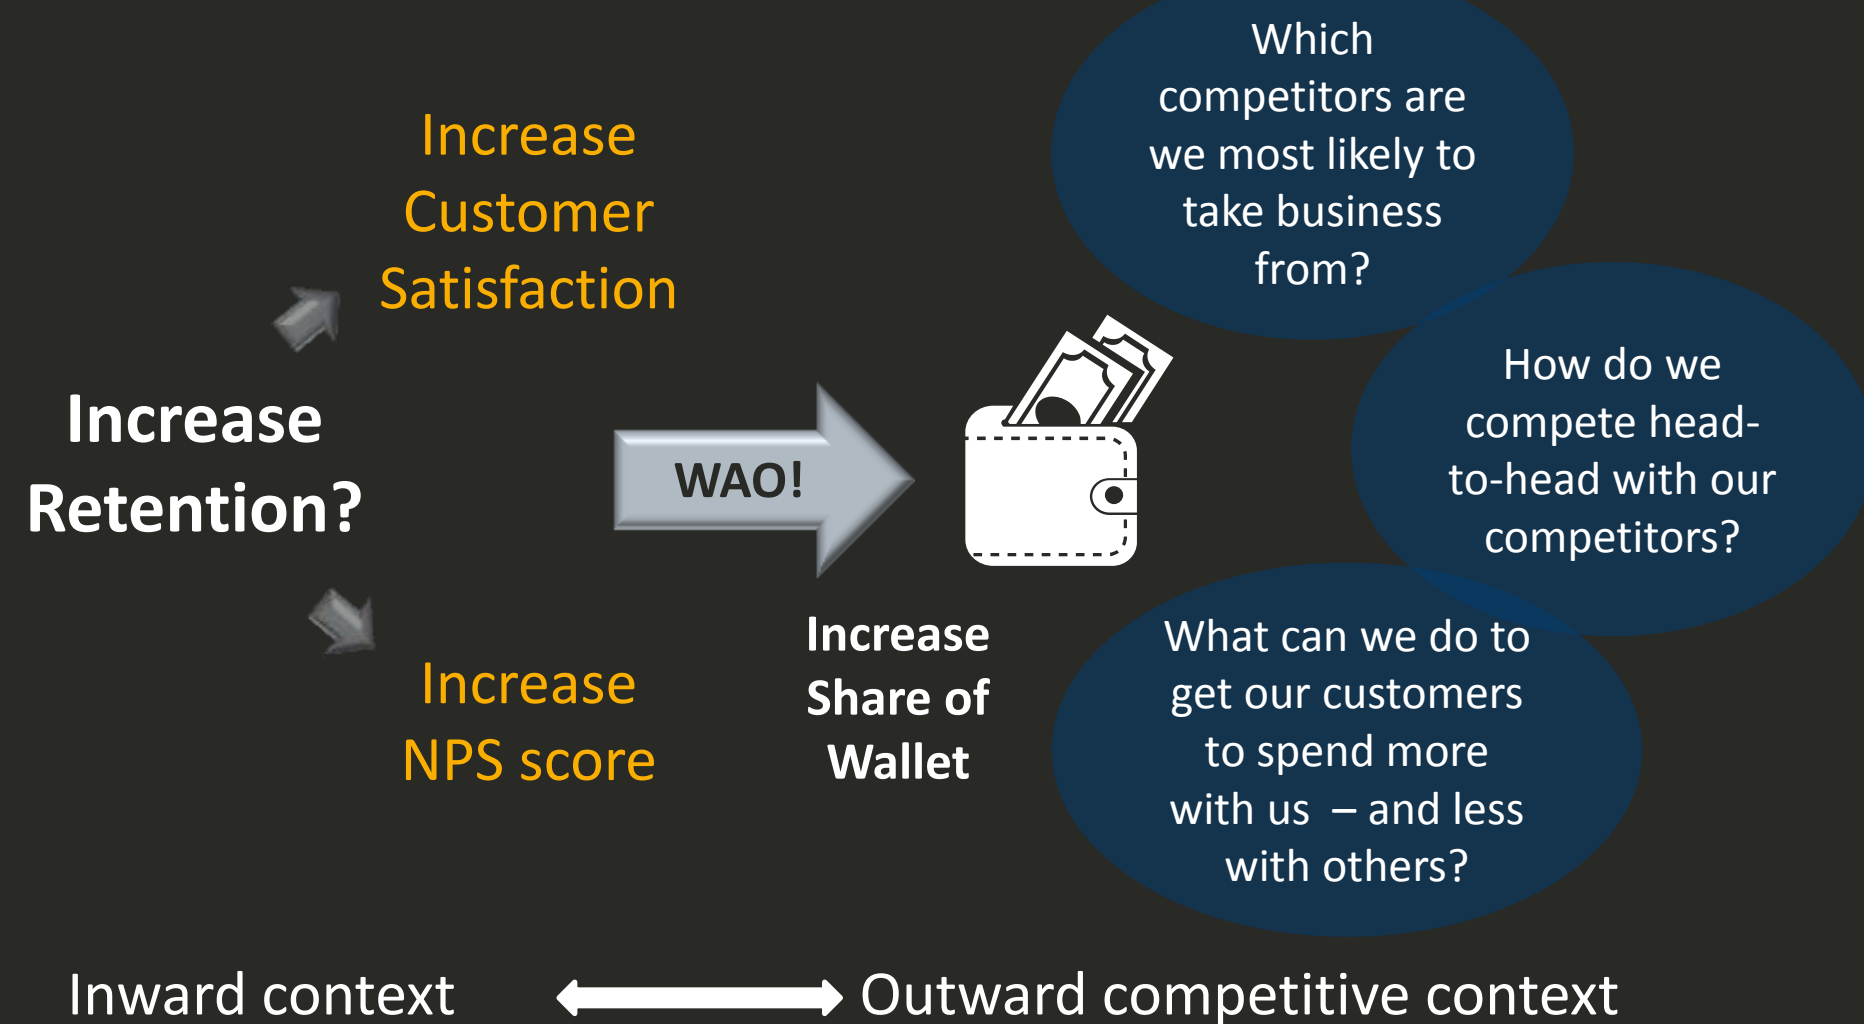 Increase
Retention?
Increase
Customer
Satisfaction
Increase
NPS score
WAO!
Increase
Share of
Wallet
Which
competitors are
we most likely to
take business
from?
How do we
compete head-
to-head with our
competitors?
What can we do to
get our customers
to spend more
with us – and less
with others?
Inward context
Outward competitive context